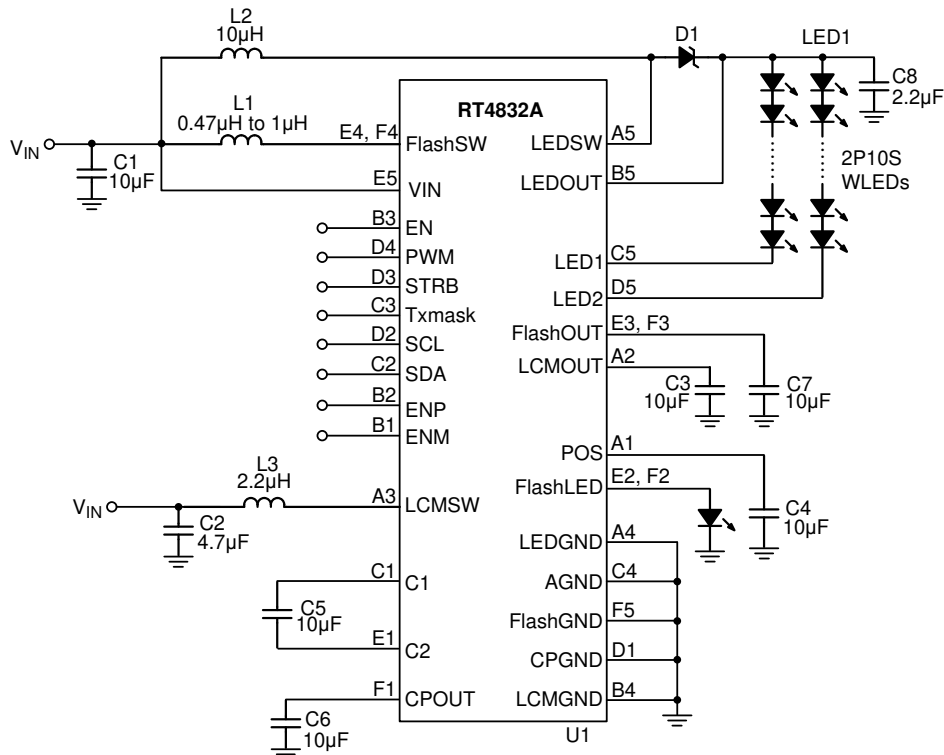 L2
10µH
D1
LED1
C8
2.2µF
RT4832A
L1
0.47µH to 1µH
E4, F4
FlashSW
A5
LEDSW
VIN
C1
10µF
2P10S
WLEDs
E5
VIN
B5
LEDOUT
B3
EN
D4
PWM
C5
LED1
D3
STRB
D5
LED2
C3
Txmask
E3, F3
FlashOUT
D2
SCL
A2
LCMOUT
C2
SDA
C3
10µF
C7
10µF
B2
ENP
B1
ENM
A1
POS
L3
2.2µH
E2, F2
FlashLED
VIN
A3
LCMSW
C4
10µF
C2
4.7µF
A4
LEDGND
C1
C1
C4
AGND
C5
10µF
F5
FlashGND
E1
C2
D1
CPGND
F1
CPOUT
B4
LCMGND
C6
10µF
U1